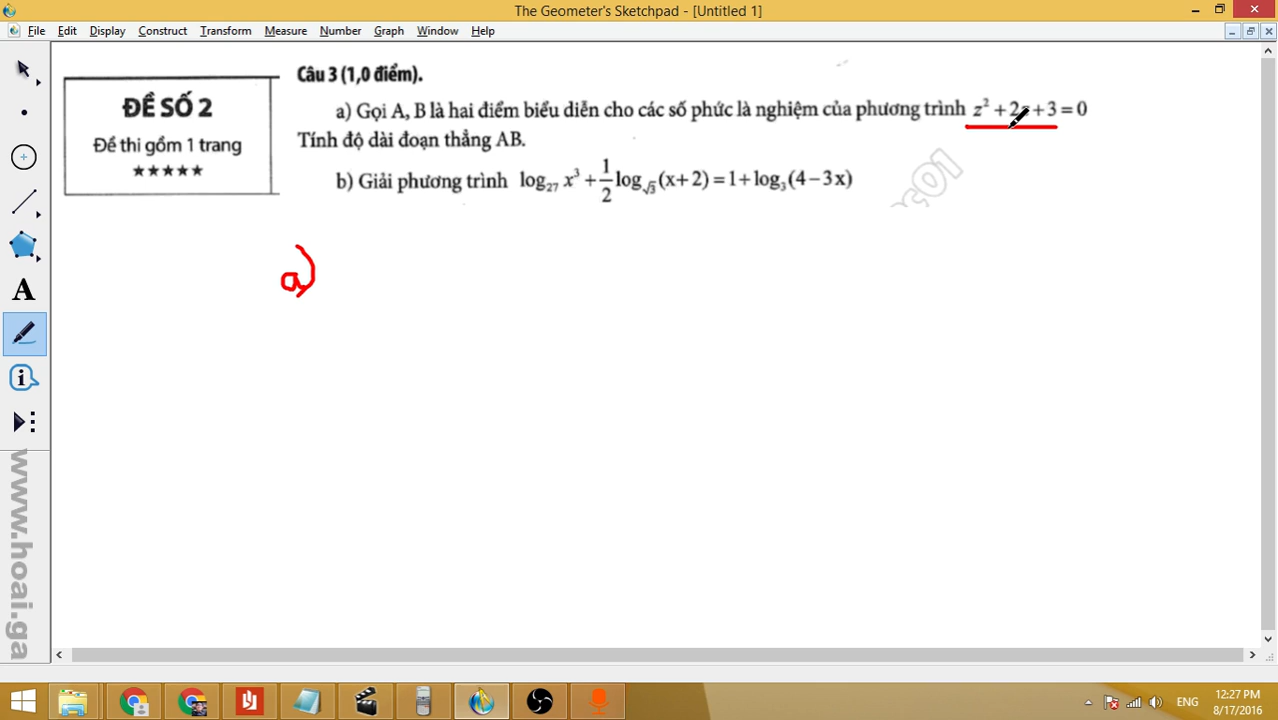 The Geometer's Sketchpad - [Untitled 1]
File Edit Display Construct Transform Measure Number Graph Window Help
ĐỀ SỐ 2
Đề thi gồm 1 trang
★★★★★
Câu 3 (1,0 điểm).
a) Gọi A, B là hai điểm biểu diễn cho các số phức là nghiệm của phương trình z² + 2z + 3 = 0
Tính độ dài đoạn thẳng AB.
b) Giải phương trình log₂₇ x³ + 1/2 log_√3 (x+2) = 1 + log₃ (4 − 3x)
a)
A
www.hoai.ga
ENG
12:27 PM
8/17/2016